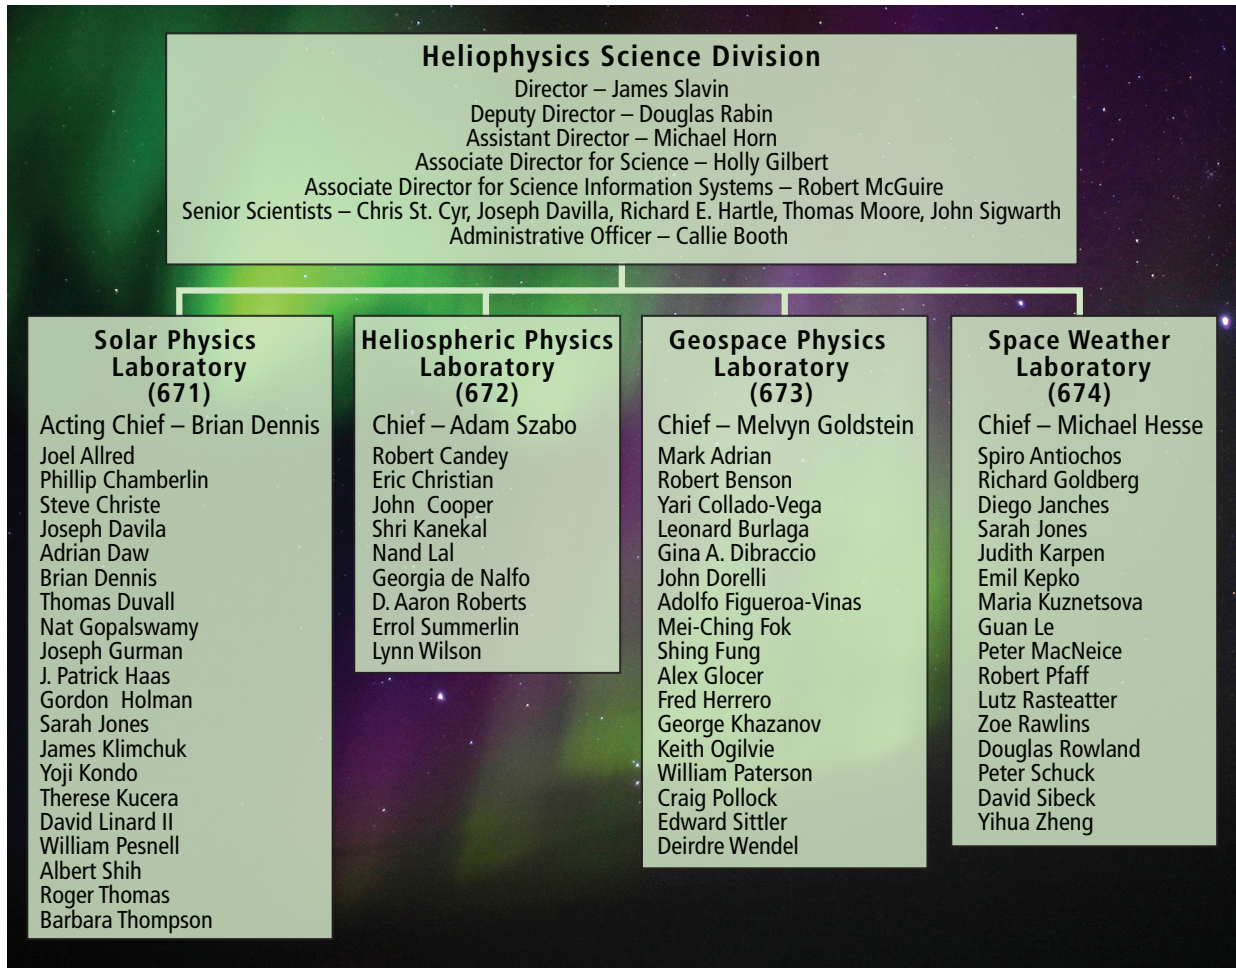 Heliophysics Science Division
Director – James Slavin
Deputy Director – Douglas Rabin
Assistant Director – Michael Horn
Associate Director for Science – Holly Gilbert
Associate Director for Science Information Systems – Robert McGuire
Senior Scientists – Chris St. Cyr, Joseph Davilla, Richard E. Hartle, Thomas Moore, John Sigwarth
Administrative Officer – Callie Booth
Solar Physics
Laboratory
(671)
Acting Chief – Brian Dennis
Joel Allred
Phillip Chamberlin
Steve Christe
Joseph Davila
Adrian Daw
Brian Dennis
Thomas Duvall
Nat Gopalswamy
Joseph Gurman
J. Patrick Haas
Gordon Holman
Sarah Jones
James Klimchuk
Yoji Kondo
Therese Kucera
David Linard II
William Pesnell
Albert Shih
Roger Thomas
Barbara Thompson
Heliospheric Physics
Laboratory
(672)
Chief – Adam Szabo
Robert Candey
Eric Christian
John Cooper
Shri Kanekal
Nand Lal
Georgia de Nalfo
D. Aaron Roberts
Errol Summerlin
Lynn Wilson
Geospace Physics
Laboratory
(673)
Chief – Melvyn Goldstein
Mark Adrian
Robert Benson
Yari Collado-Vega
Leonard Burlaga
Gina A. Dibraccio
John Dorelli
Adolfo Figueroa-Vinas
Mei-Ching Fok
Shing Fung
Alex Glocer
Fred Herrero
George Khazanov
Keith Ogilvie
William Paterson
Craig Pollock
Edward Sittler
Deirdre Wendel
Space Weather
Laboratory
(674)
Chief – Michael Hesse
Spiro Antiochos
Richard Goldberg
Diego Janches
Sarah Jones
Judith Karpen
Emil Kepko
Maria Kuznetsova
Guan Le
Peter MacNeice
Robert Pfaff
Lutz Rasteatter
Zoe Rawlins
Douglas Rowland
Peter Schuck
David Sibeck
Yihua Zheng